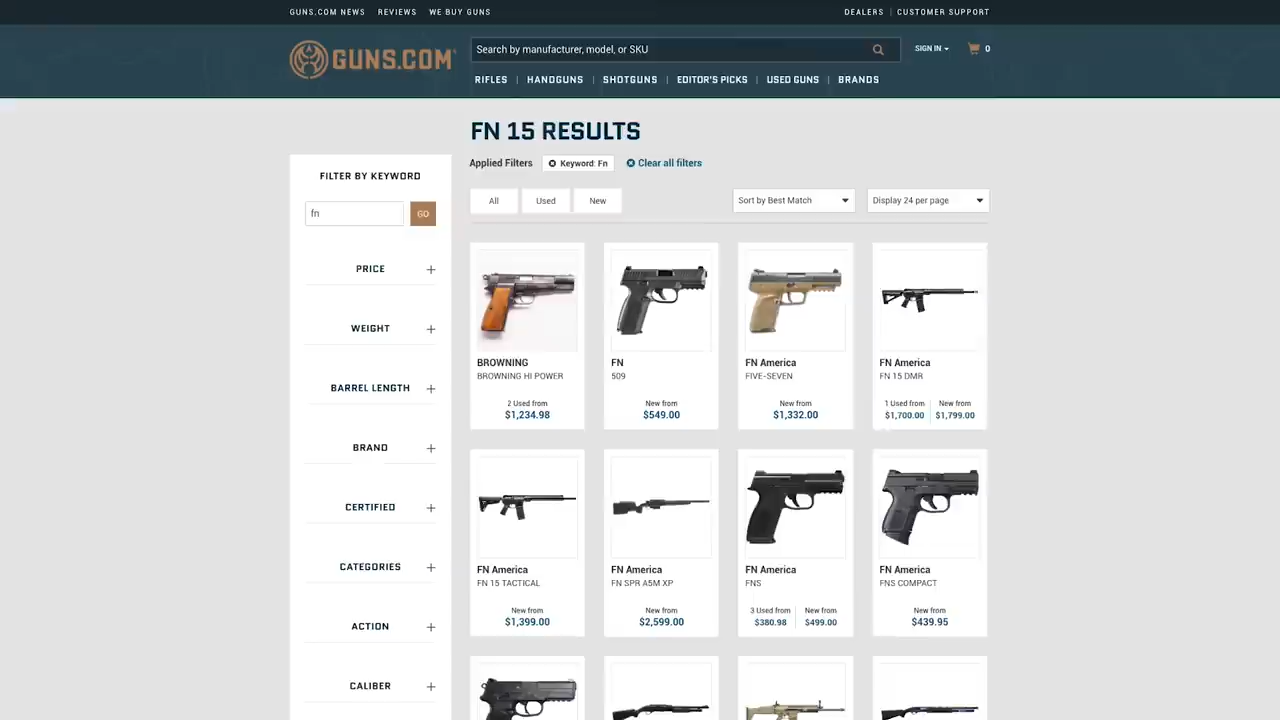 GUNS.COM NEWS REVIEWS WE BUY GUNS DEALERS | CUSTOMER SUPPORT
GUNS.COM
Search by manufacturer, model, or SKU
SIGN IN 0
RIFLES | HANDGUNS | SHOTGUNS | EDITOR'S PICKS | USED GUNS | BRANDS
FN 15 RESULTS
Applied Filters Keyword: Fn Clear all filters
All Used New Sort by Best Match Display 24 per page
FILTER BY KEYWORD
fn GO
PRICE +
WEIGHT +
BARREL LENGTH +
BRAND +
CERTIFIED +
CATEGORIES +
ACTION +
CALIBER +
BROWNING
BROWNING HI POWER
2 Used from
$1,234.98
FN
509
New from
$549.00
FN America
FIVE-SEVEN
New from
$1,332.00
FN America
FN 15 DMR
1 Used from New from
$1,700.00 $1,799.00
FN America
FN 15 TACTICAL
New from
$1,399.00
FN America
FN SPR A5M XP
New from
$2,599.00
FN America
FNS
3 Used from New from
$380.98 $499.00
FN America
FNS COMPACT
New from
$439.95